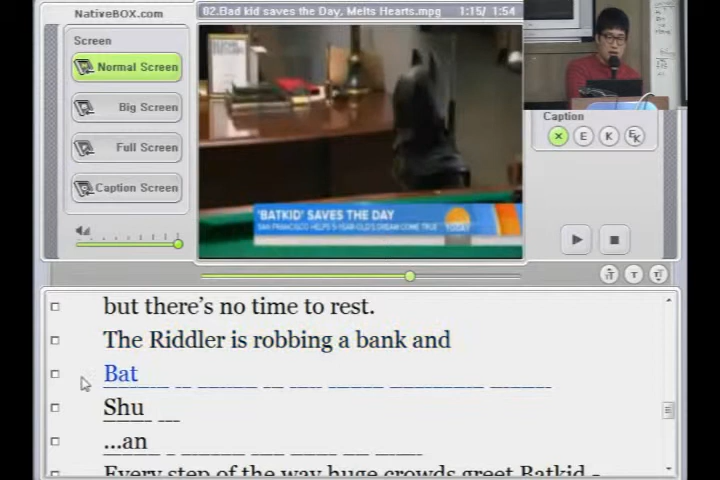 NativeBOX.com
02.Bad kid saves the Day, Melts Hearts.mpg 1:15/ 1:54
Screen
Normal Screen
Big Screen
Full Screen
Caption Screen
'BATKID' SAVES THE DAY
SAN FRANCISCO HELPS 5-YEAR-OLD'S DREAM COME TRUE
TODAY
Caption
X E K EK
T T T
but there's no time to rest.
The Riddler is robbing a bank and
Bat
Shu
...an
Every step of the way huge crowds greet Batkid -